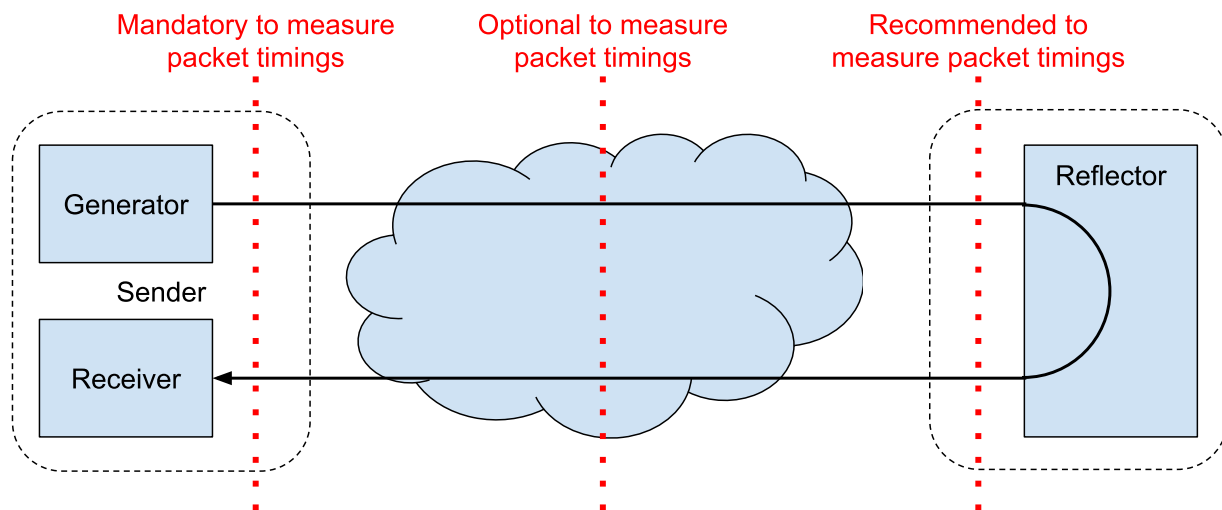 Mandatory to measure
packet timings
Optional to measure
packet timings
Recommended to
measure packet timings
Generator
Sender
Receiver
Reflector